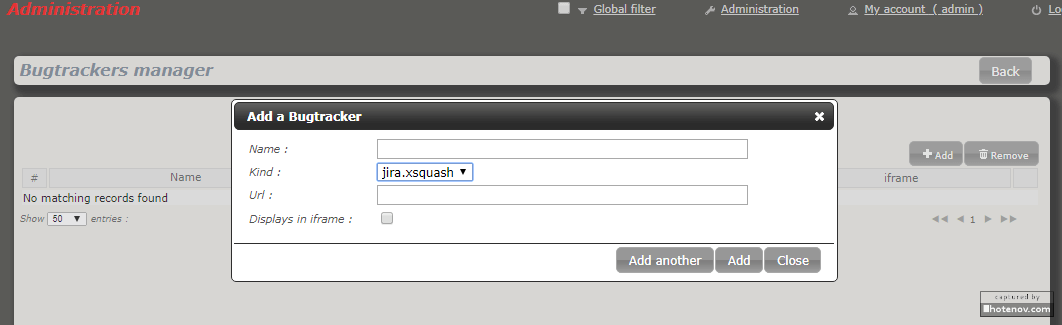 Administration
Global filter
Administration
My account ( admin )
Lo
Bugtrackers manager
Back
Add a Bugtracker
Name :
Kind :
jira.xsquash
Url :
Displays in iframe :
Add another
Add
Close
Add
Remove
#
Name
iframe
No matching records found
Show 50 entries :
1
captured by
hotenov.com